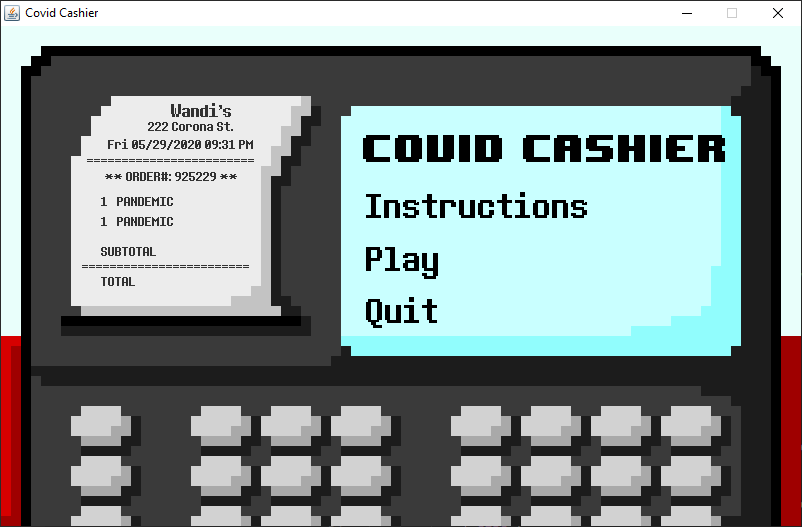 Covid Cashier
Wandi's
222 Corona St.
Fri 05/29/2020 09:31 PM
========================
** ORDER#: 925229 **
1 PANDEMIC
1 PANDEMIC
SUBTOTAL
========================
TOTAL
COVID CASHIER
Instructions
Play
Quit